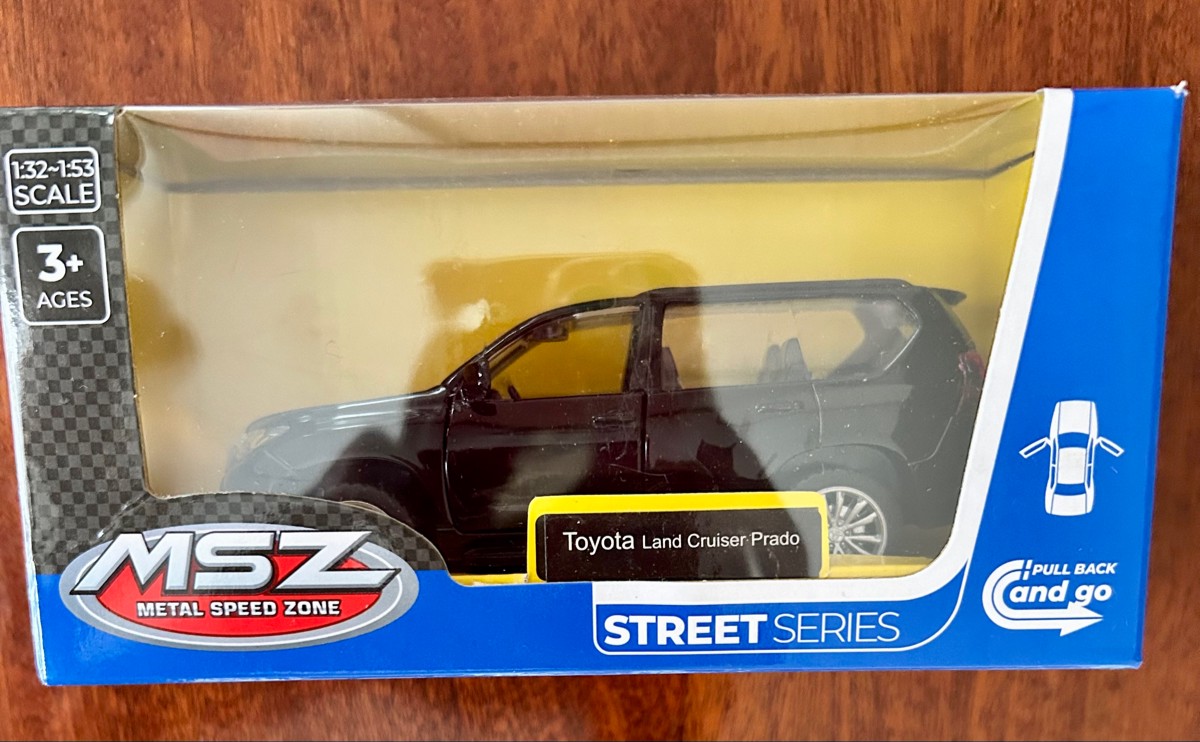 1:32~1:53
SCALE
3+
AGES
Toyota Land Cruiser Prado
MSZ
METAL SPEED ZONE
STREET SERIES
PULL BACK
and go